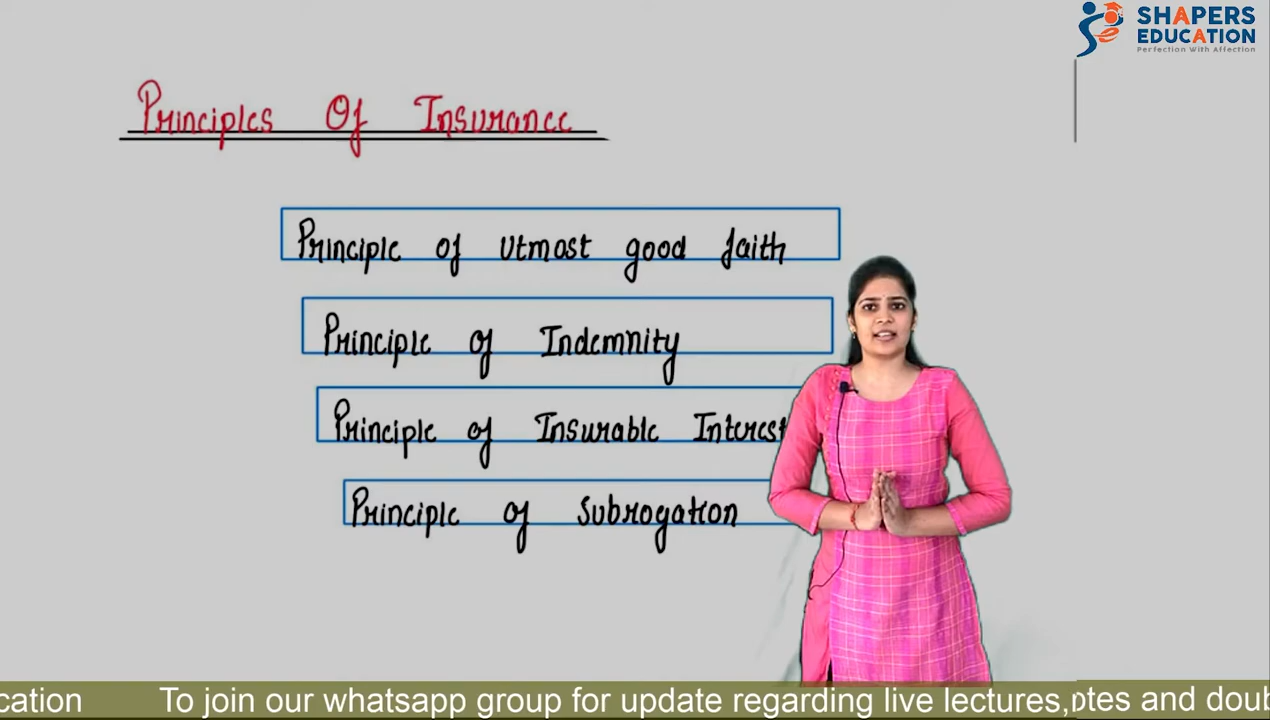 SHAPERS
EDUCATION
Perfection With Affection
Principles Of Insurance
Principle of Utmost good faith
Principle of Indemnity
Principle of Insurable Interest
Principle of Subrogation
cation To join our whatsapp group for update regarding live lectures, otes and doub